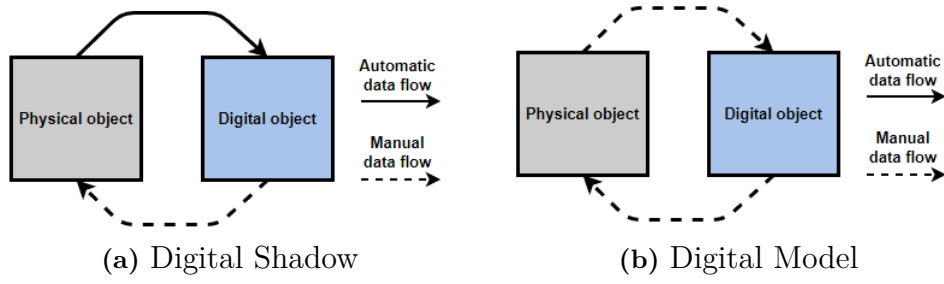 Physical object
Digital object
Automatic
data flow
Manual
data flow
(a) Digital Shadow
Physical object
Digital object
Automatic
data flow
Manual
data flow
(b) Digital Model